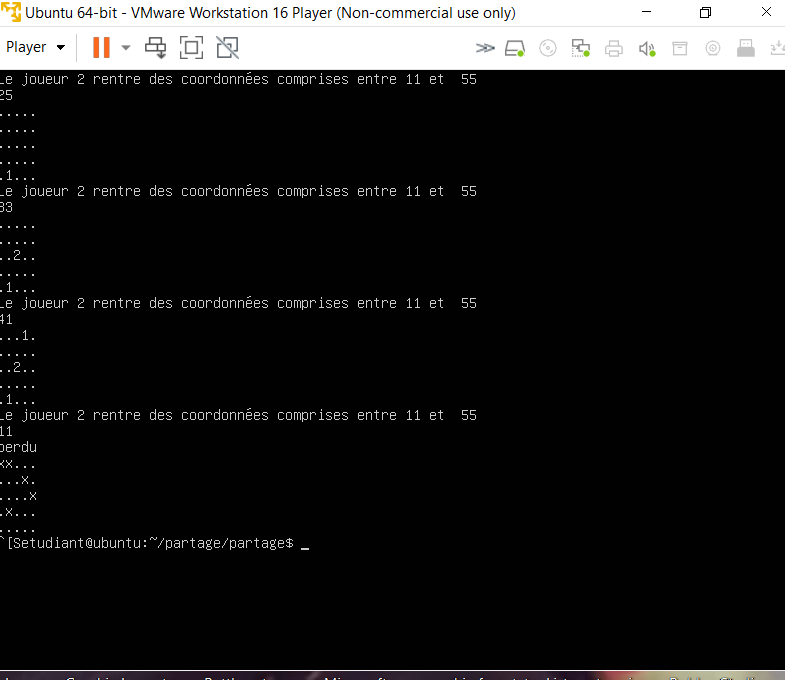 Ubuntu 64-bit - VMware Workstation 16 Player (Non-commercial use only)
Player
Le joueur 2 rentre des coordonnées comprises entre 11 et  55
25
.....
.....
.....
.....
.1...
Le joueur 2 rentre des coordonnées comprises entre 11 et  55
33
.....
.....
..2..
.....
.1...
Le joueur 2 rentre des coordonnées comprises entre 11 et  55
41
...1.
.....
..2..
.....
.1...
Le joueur 2 rentre des coordonnées comprises entre 11 et  55
11
perdu
xx...
...x.
....x
.x...
.....
^[Setudiant@ubuntu:~/partage/partage$ _